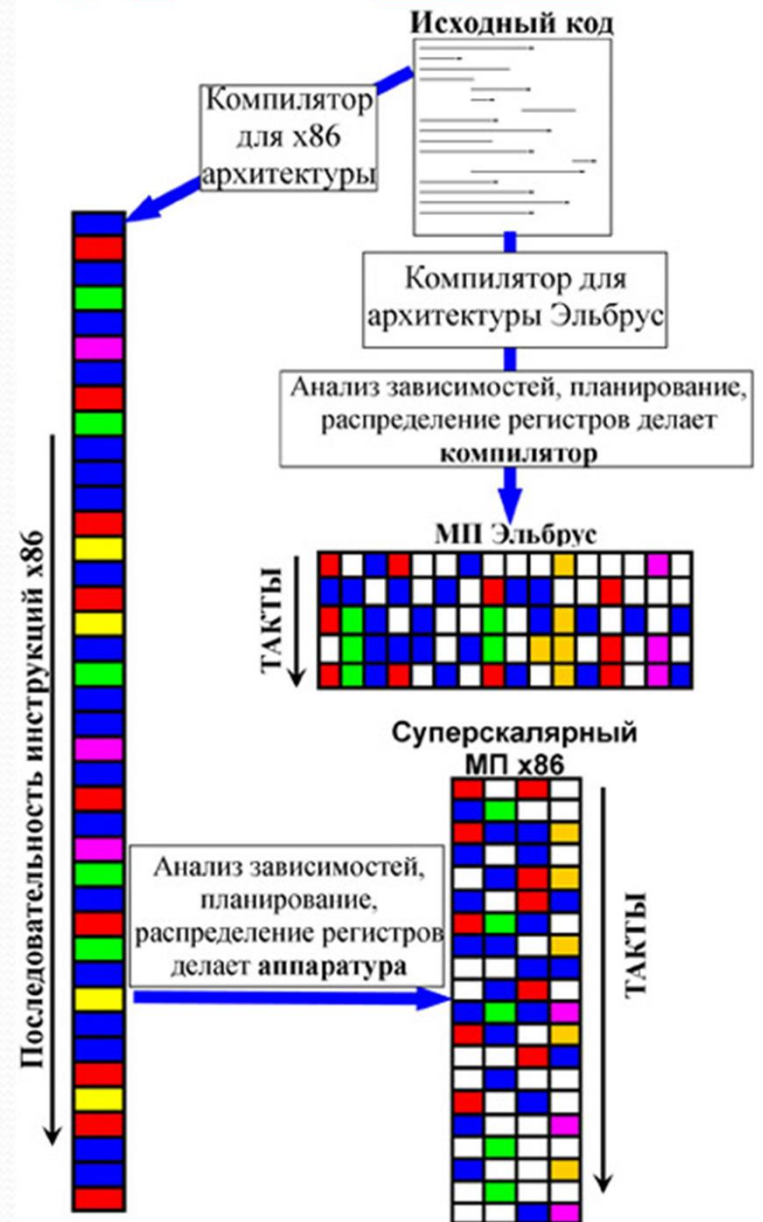 Исходный код
Компилятор
для x86
архитектуры
Компилятор для
архитектуры Эльбрус
Анализ зависимостей, планирование,
распределение регистров делает
компилятор
МП Эльбрус
ТАКТЫ
Последовательность инструкций x86
Суперскалярный
МП x86
Анализ зависимостей,
планирование,
распределение регистров
делает аппаратура
ТАКТЫ